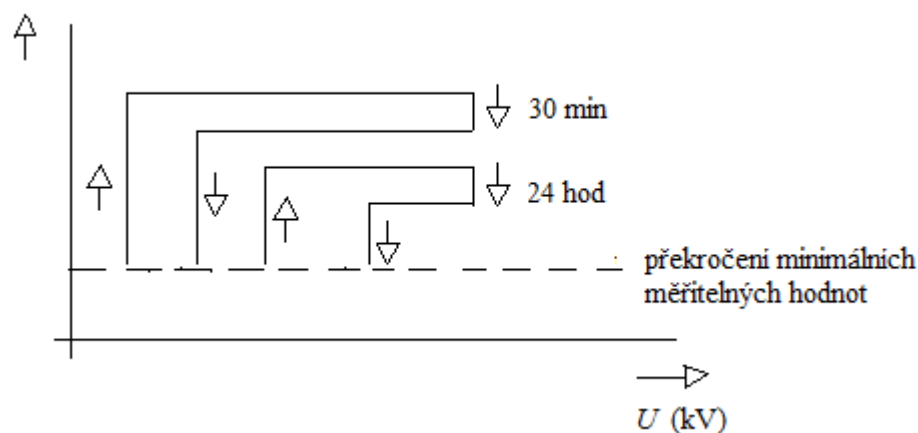 30 min
24 hod
překročení minimálních
měřitelných hodnot
U (kV)